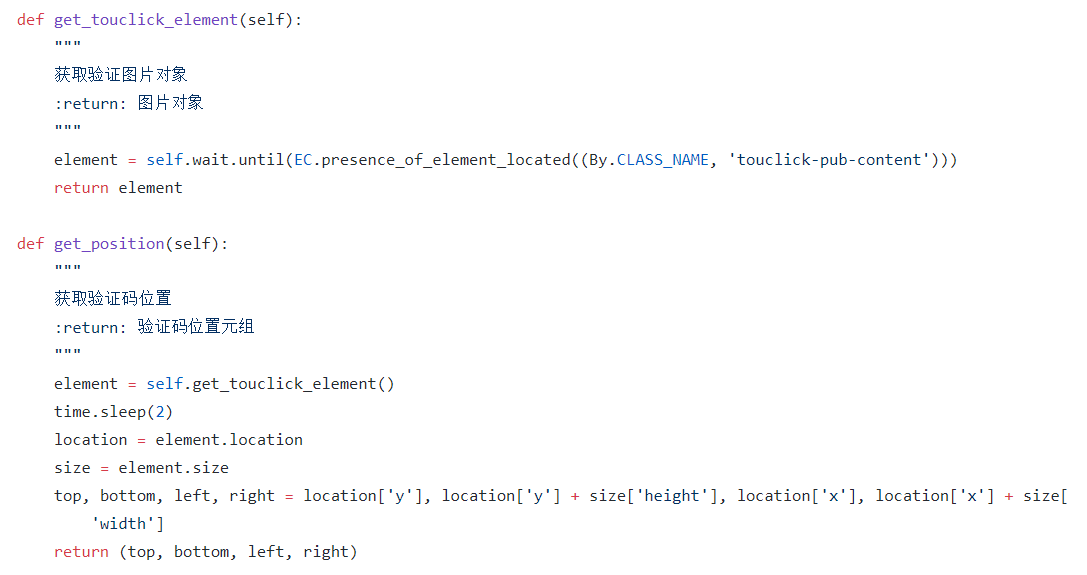 def get_touclick_element(self):
    """
    获取验证图片对象
    :return: 图片对象
    """
    element = self.wait.until(EC.presence_of_element_located((By.CLASS_NAME, 'touclick-pub-content')))
    return element

def get_position(self):
    """
    获取验证码位置
    :return: 验证码位置元组
    """
    element = self.get_touclick_element()
    time.sleep(2)
    location = element.location
    size = element.size
    top, bottom, left, right = location['y'], location['y'] + size['height'], location['x'], location['x'] + size[
        'width']
    return (top, bottom, left, right)